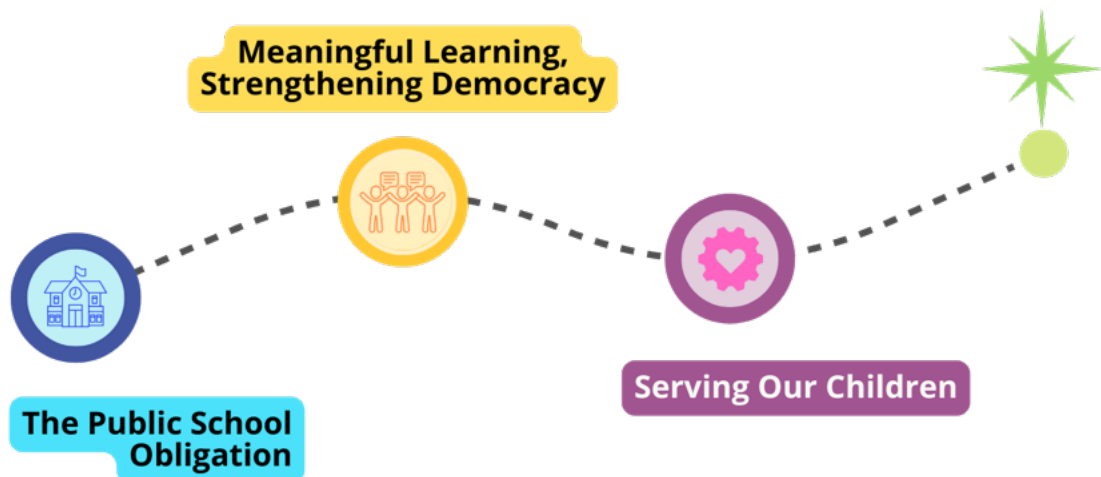 Meaningful Learning,
Strengthening Democracy
The Public School
Obligation
Serving Our Children